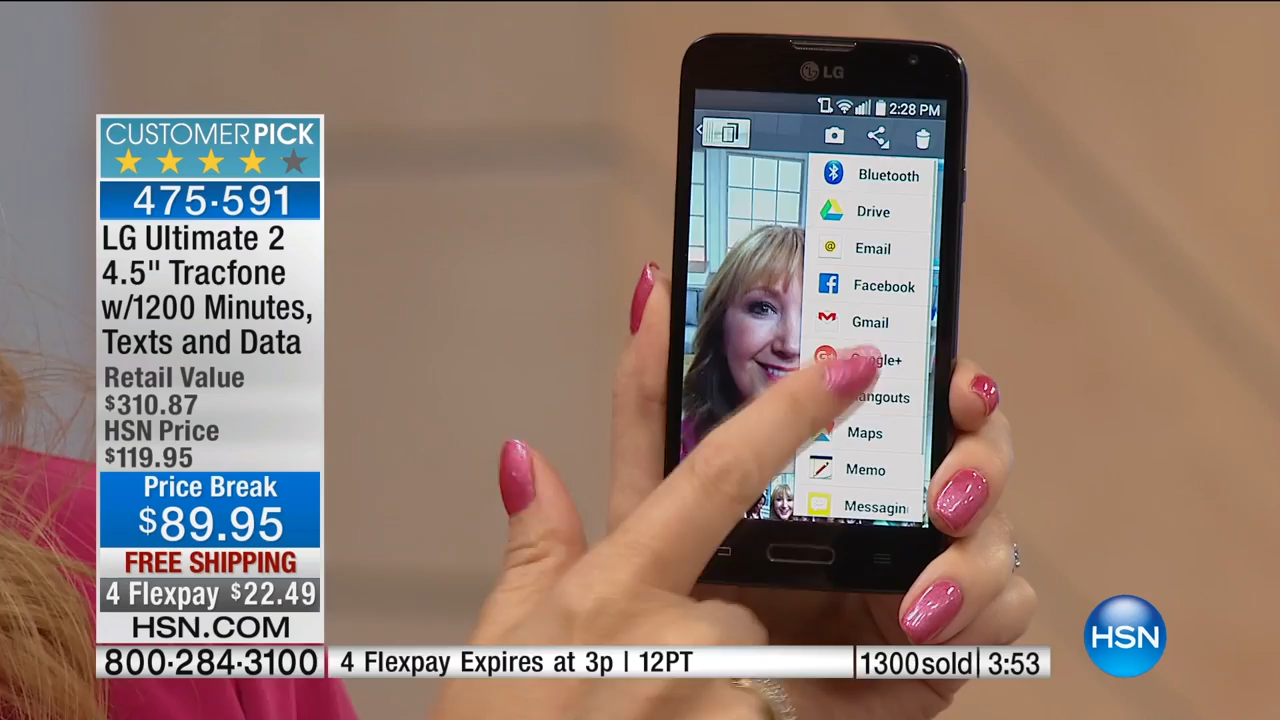 CUSTOMERPICK
475·591
LG Ultimate 2
4.5" Tracfone
w/1200 Minutes,
Texts and Data
Retail Value
$310.87
HSN Price
$119.95
Price Break
$89.95
FREE SHIPPING
4 Flexpay $22.49
HSN.COM
800·284·3100
4 Flexpay Expires at 3p | 12PT
1300sold
3:53
HSN
LG
2:28 PM
Bluetooth
Drive
Email
Facebook
Gmail
Maps
Memo